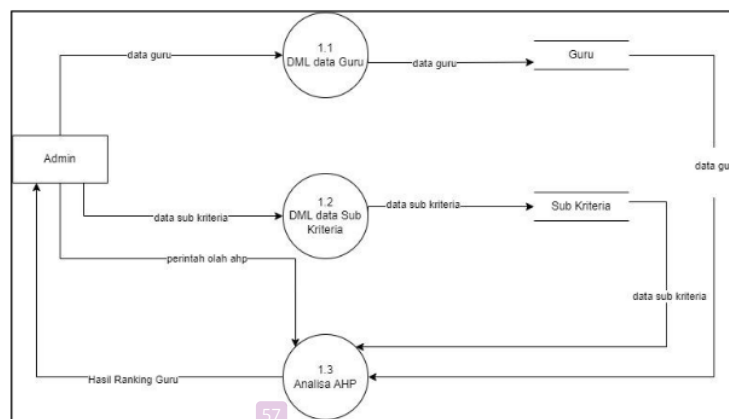 1.1
DML data Guru
data guru
data guru
Guru
Admin
data gu
1.2
DML data Sub
Kriteria
data sub kriteria
data sub kriteria
Sub Kriteria
perintah olah ahp
data sub kriteria
1.3
Analisa AHP
Hasil Ranking Guru
57